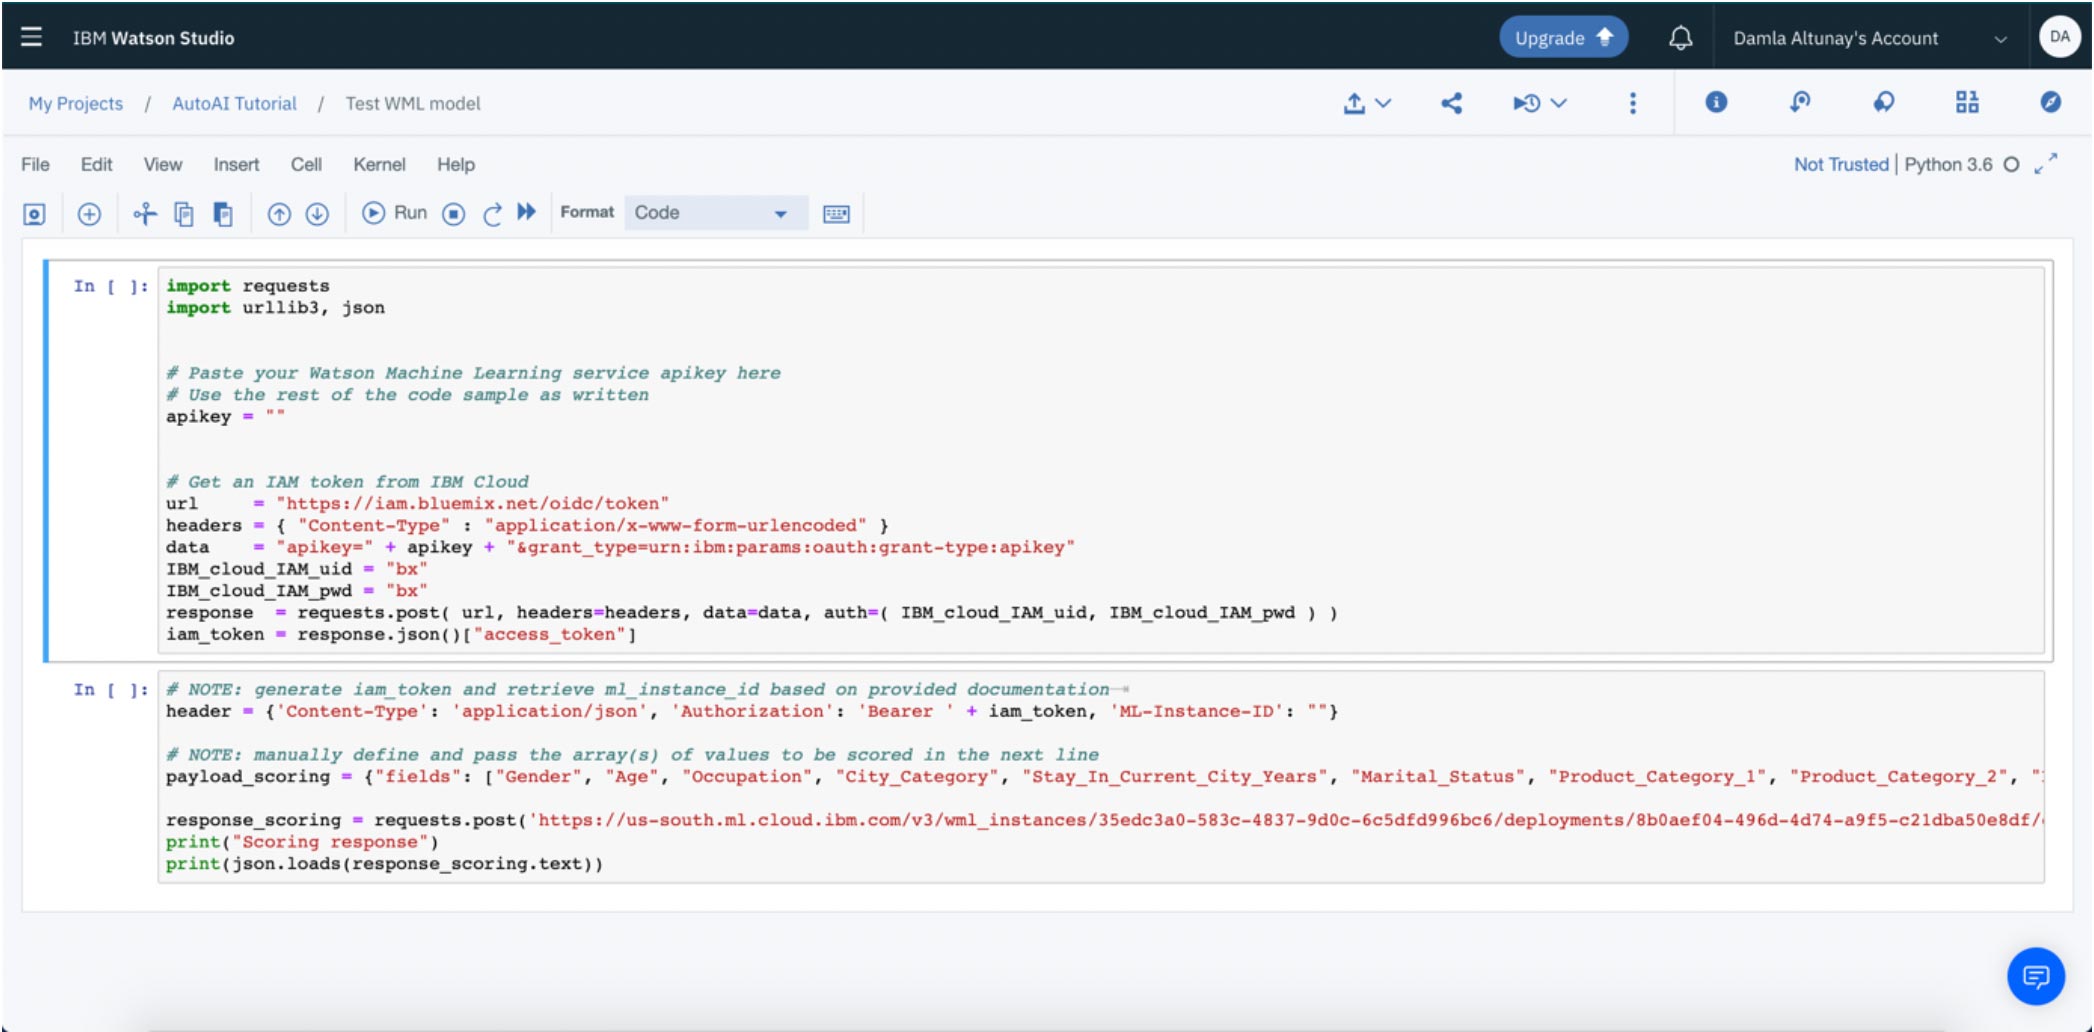 IBM Watson Studio
Upgrade
Damla Altunay's Account
DA
My Projects / AutoAI Tutorial / Test WML model
File Edit View Insert Cell Kernel Help
Not Trusted | Python 3.6
Run
Format
Code
In [ ]:
import requests
import urllib3, json
# Paste your Watson Machine Learning service apikey here
# Use the rest of the code sample as written
apikey = ""
# Get an IAM token from IBM Cloud
url     = "https://iam.bluemix.net/oidc/token"
headers = { "Content-Type" : "application/x-www-form-urlencoded" }
data    = "apikey=" + apikey + "&grant_type=urn:ibm:params:oauth:grant-type:apikey"
IBM_cloud_IAM_uid = "bx"
IBM_cloud_IAM_pwd = "bx"
response  = requests.post( url, headers=headers, data=data, auth=( IBM_cloud_IAM_uid, IBM_cloud_IAM_pwd ) )
iam_token = response.json()["access_token"]
In [ ]:
# NOTE: generate iam_token and retrieve ml_instance_id based on provided documentation
header = {'Content-Type': 'application/json', 'Authorization': 'Bearer ' + iam_token, 'ML-Instance-ID': ""}
# NOTE: manually define and pass the array(s) of values to be scored in the next line
payload_scoring = {"fields": ["Gender", "Age", "Occupation", "City_Category", "Stay_In_Current_City_Years", "Marital_Status", "Product_Category_1", "Product_Category_2", "
response_scoring = requests.post('https://us-south.ml.cloud.ibm.com/v3/wml_instances/35edc3a0-583c-4837-9d0c-6c5dfd996bc6/deployments/8b0aef04-496d-4d74-a9f5-c21dba50e8df/
print("Scoring response")
print(json.loads(response_scoring.text))